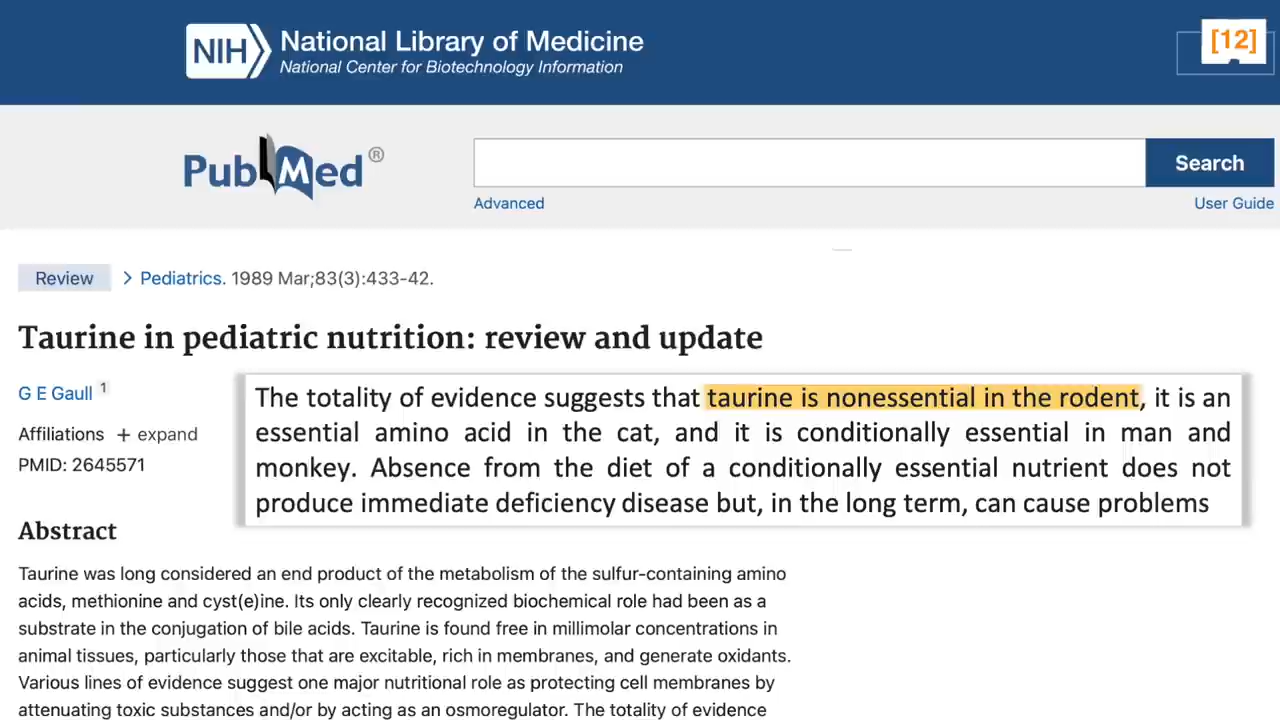 NIH National Library of Medicine
National Center for Biotechnology Information
[12]
PubMed®
Search
Advanced
User Guide
Review > Pediatrics. 1989 Mar;83(3):433-42.
Taurine in pediatric nutrition: review and update
G E Gaull 1
Affiliations + expand
PMID: 2645571
The totality of evidence suggests that taurine is nonessential in the rodent, it is an
essential amino acid in the cat, and it is conditionally essential in man and
monkey. Absence from the diet of a conditionally essential nutrient does not
produce immediate deficiency disease but, in the long term, can cause problems
Abstract
Taurine was long considered an end product of the metabolism of the sulfur-containing amino
acids, methionine and cyst(e)ine. Its only clearly recognized biochemical role had been as a
substrate in the conjugation of bile acids. Taurine is found free in millimolar concentrations in
animal tissues, particularly those that are excitable, rich in membranes, and generate oxidants.
Various lines of evidence suggest one major nutritional role as protecting cell membranes by
attenuating toxic substances and/or by acting as an osmoregulator. The totality of evidence